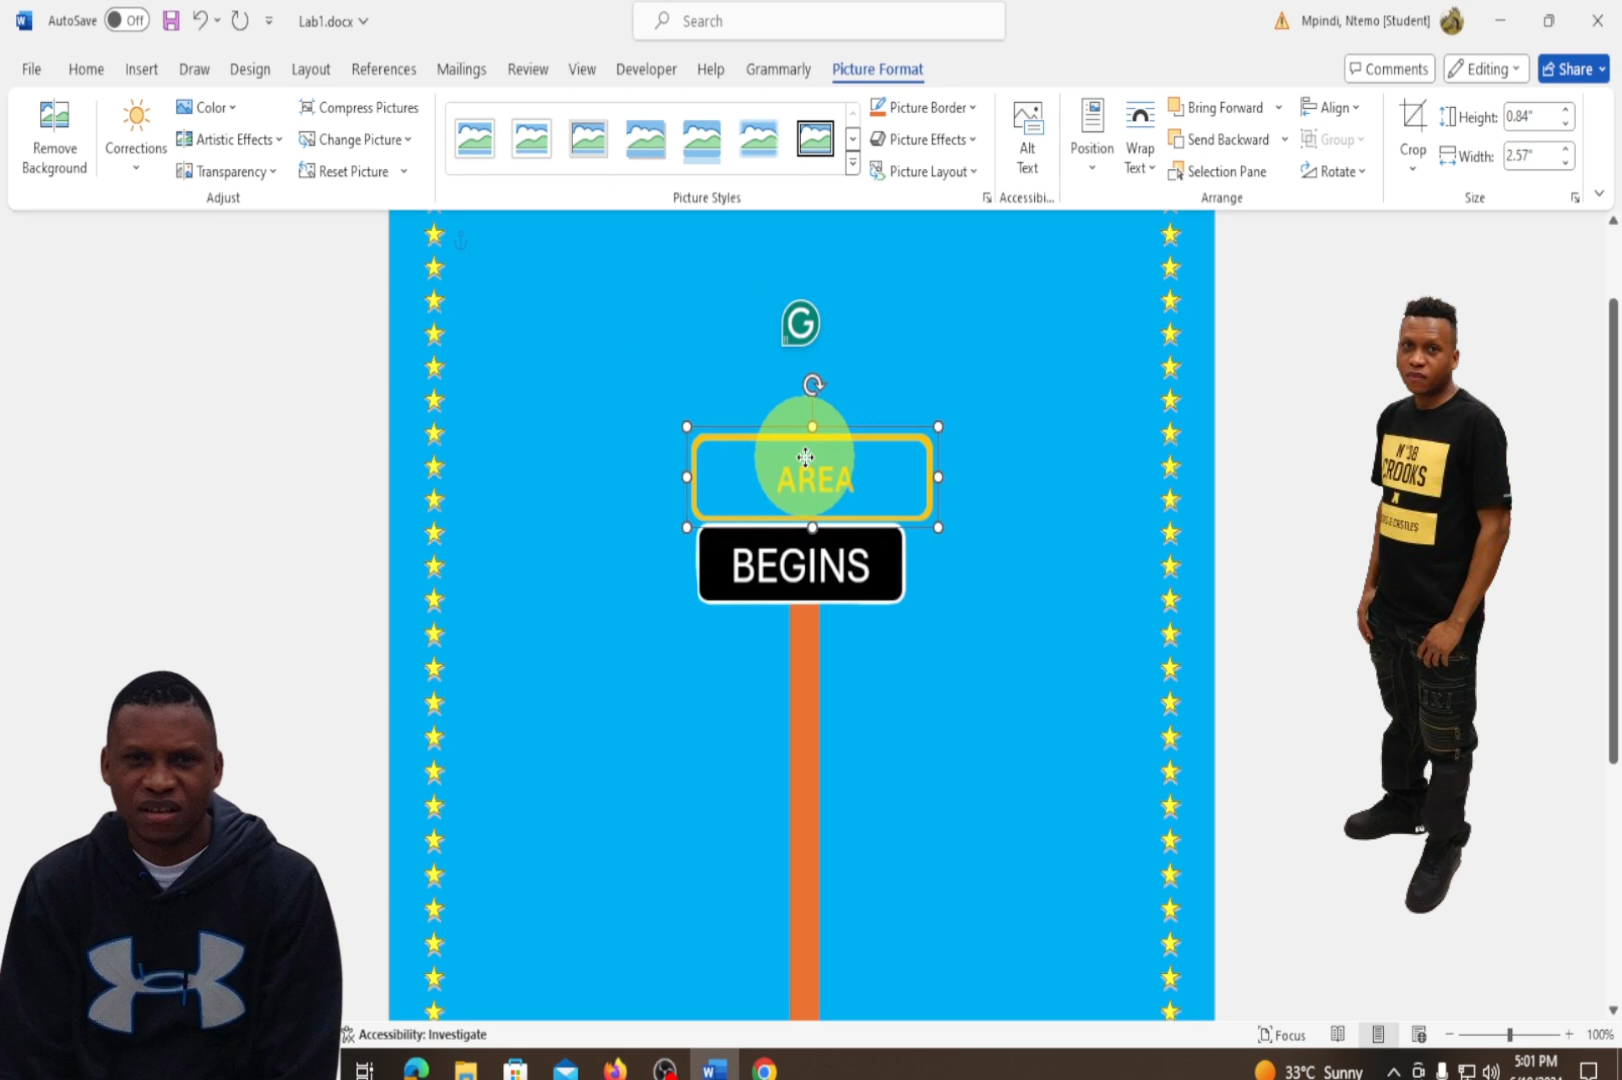 AutoSave Off Lab1.docx Search Mpindi, Ntemo [Student]
File Home Insert Draw Design Layout References Mailings Review View Developer Help Grammarly Picture Format Comments Editing Share
Remove Background
Corrections
Color
Artistic Effects
Transparency
Compress Pictures
Change Picture
Reset Picture
Adjust
Picture Border
Picture Effects
Picture Layout
Picture Styles
Alt Text
Accessibi...
Position
Wrap Text
Bring Forward
Send Backward
Selection Pane
Align
Group
Rotate
Arrange
Crop
Height: 0.84"
Width: 2.57"
Size
G
AREA
BEGINS
N°38
CROOKS
& CASTLES
Accessibility: Investigate Focus 100%
33°C Sunny 5:01 PM